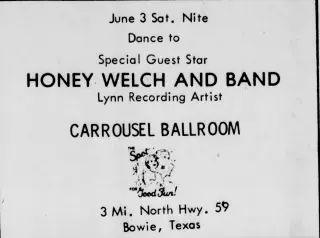 June 3 Sat. Nite
Dance to
Special Guest Star
HONEY WELCH AND BAND
Lynn Recording Artist
CARROUSEL BALLROOM
The
Spot
FOR
Good Fun!
3 Mi. North Hwy. 59
Bowie, Texas